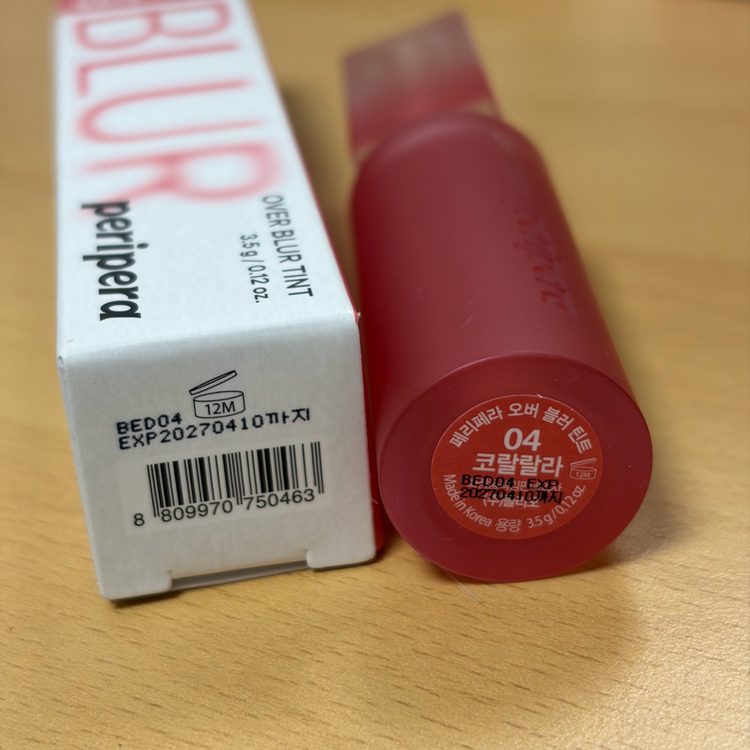 BLUR
peripera
OVER BLUR TINT
3.5 g / 0.12 oz.
12M
BED04
EXP20270410까지
8 809970 750463
페리페라 오버 블러 틴트
04
코랄랄라
12M
BED04 EXP
20270410까지
Made in Korea 용량 3.5g/0.12 oz
peripera